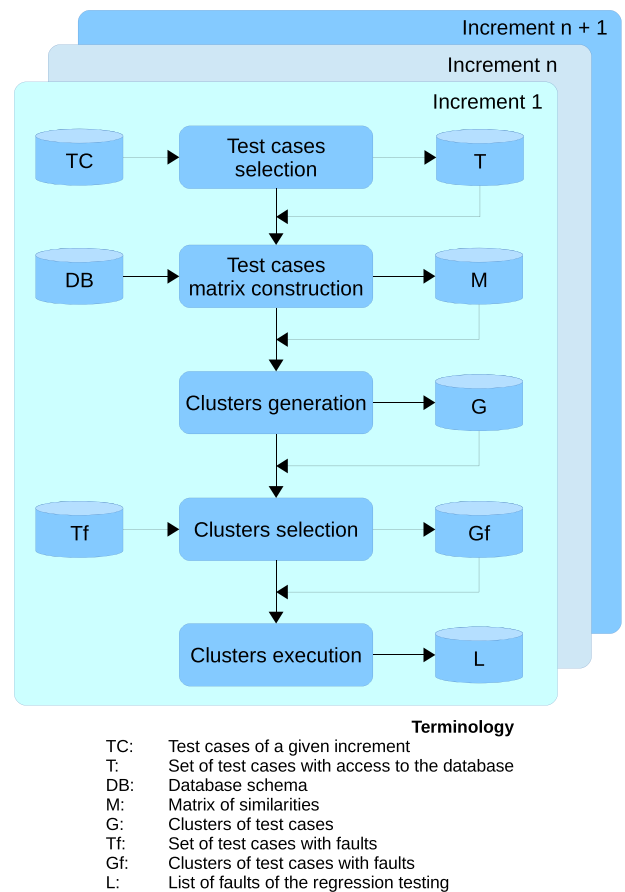 Increment n + 1
Increment n
Increment 1
TC
Test cases
selection
T
DB
Test cases
matrix construction
M
Clusters generation
G
Tf
Clusters selection
Gf
Clusters execution
L
Terminology
TC: Test cases of a given increment
T: Set of test cases with access to the database
DB: Database schema
M: Matrix of similarities
G: Clusters of test cases
Tf: Set of test cases with faults
Gf: Clusters of test cases with faults
L: List of faults of the regression testing